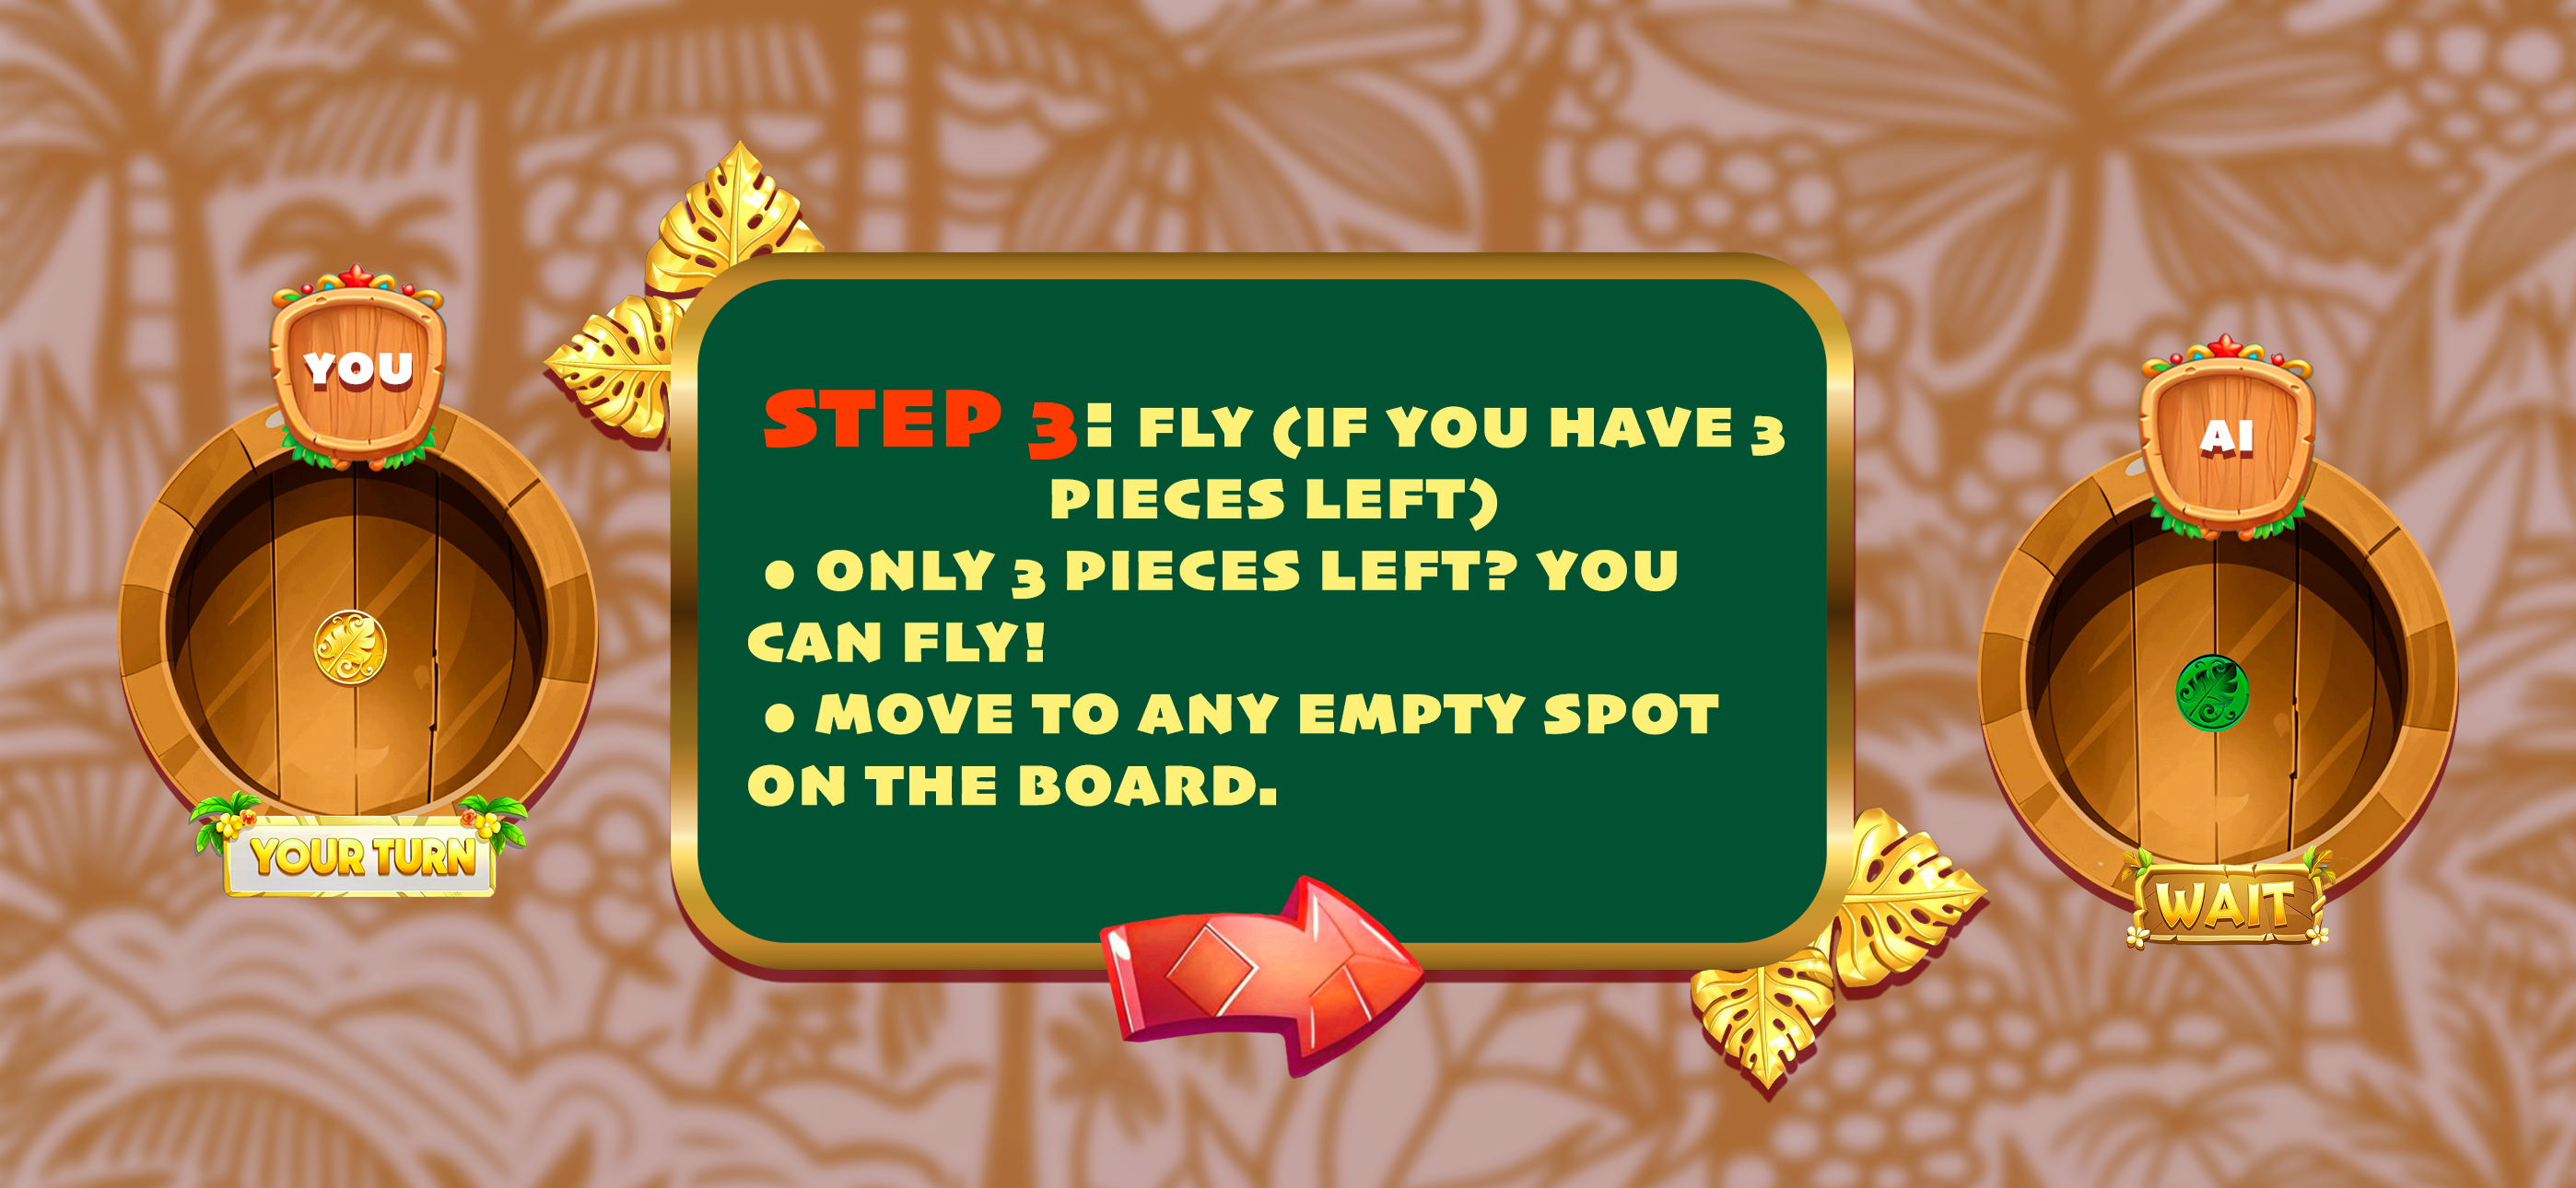 YOU
YOUR TURN
STEP 3: FLY (IF YOU HAVE 3
PIECES LEFT)
• ONLY 3 PIECES LEFT? YOU
CAN FLY!
• MOVE TO ANY EMPTY SPOT
ON THE BOARD.
AI
WAIT